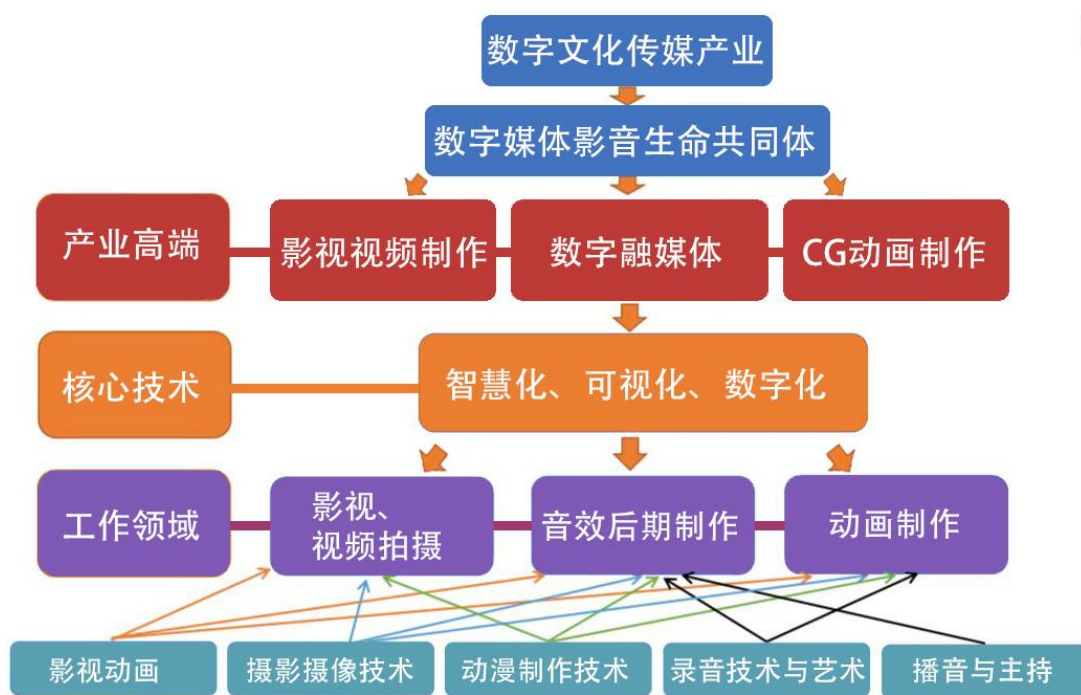 数字文化传媒产业
数字媒体影音生命共同体
产业高端
影视视频制作
数字融媒体
CG动画制作
核心技术
智慧化、可视化、数字化
工作领域
影视、
视频拍摄
音效后期制作
动画制作
影视动画
摄影摄像技术
动漫制作技术
录音技术与艺术
播音与主持